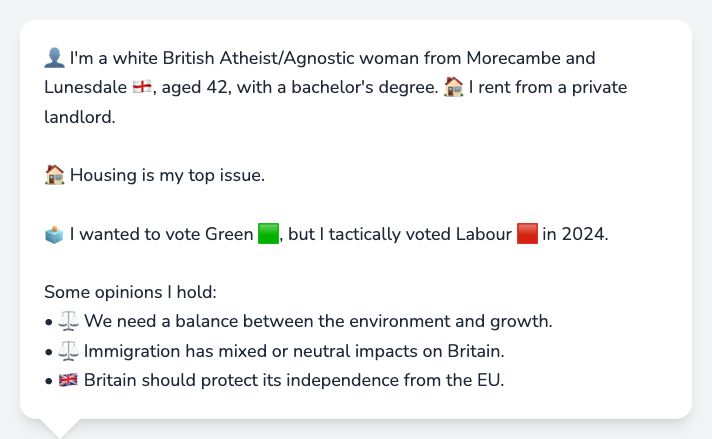 👤 I'm a white British Atheist/Agnostic woman from Morecambe and
Lunesdale 🏴󠁧󠁢󠁥󠁮󠁧󠁿, aged 42, with a bachelor's degree. 🏠 I rent from a private
landlord.
🏠 Housing is my top issue.
🗳️ I wanted to vote Green 🟩, but I tactically voted Labour 🟥 in 2024.
Some opinions I hold:
• ⚖️ We need a balance between the environment and growth.
• ⚖️ Immigration has mixed or neutral impacts on Britain.
• 🇬🇧 Britain should protect its independence from the EU.